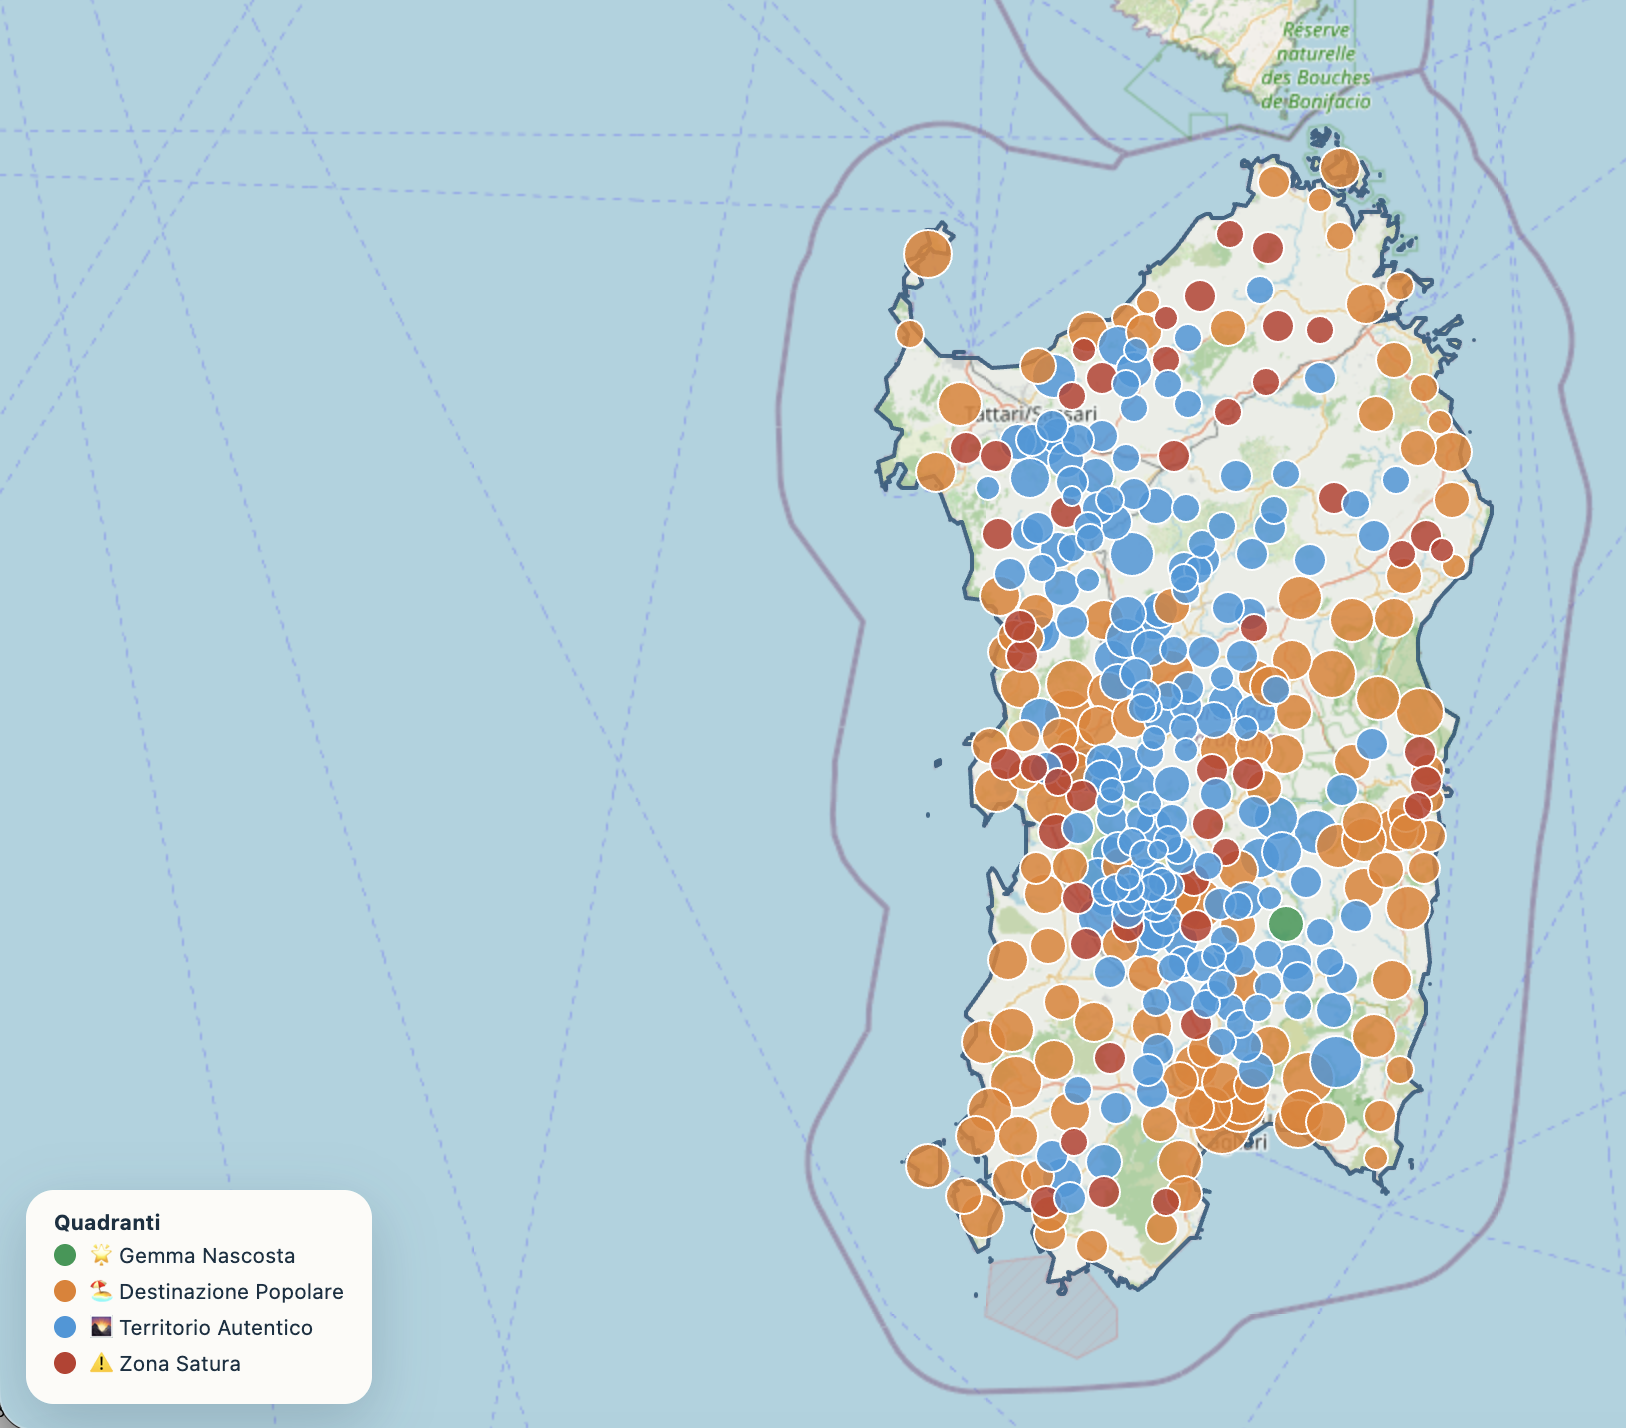 Réserve
naturelle
des Bouches
de Bonifacio
Quadranti
Gemma Nascosta
Destinazione Popolare
Territorio Autentico
Zona Satura